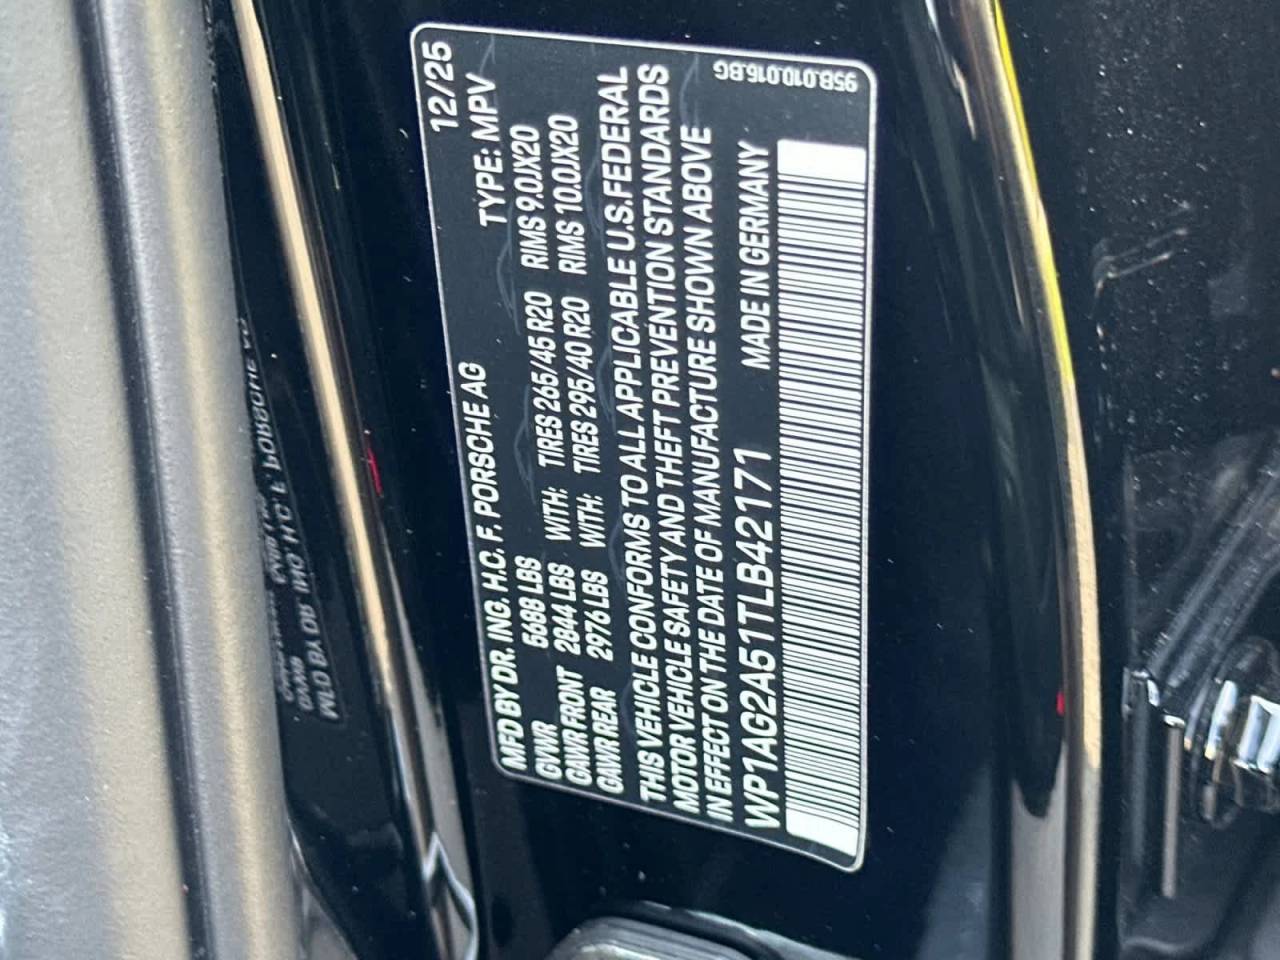 12/25
MFD BY DR. ING. H.C. F. PORSCHE AG TYPE: MPV
GVWR 5688 LBS WITH: TIRES 265/45 R20 RIMS 9.0JX20
GAWR FRONT 2844 LBS WITH: TIRES 295/40 R20 RIMS 10.0JX20
GAWR REAR 2976 LBS
THIS VEHICLE CONFORMS TO ALL APPLICABLE U.S. FEDERAL
MOTOR VEHICLE SAFETY AND THEFT PREVENTION STANDARDS
IN EFFECT ON THE DATE OF MANUFACTURE SHOWN ABOVE
WP1AG2A51TLB42171 MADE IN GERMANY
95B.010.016.BG